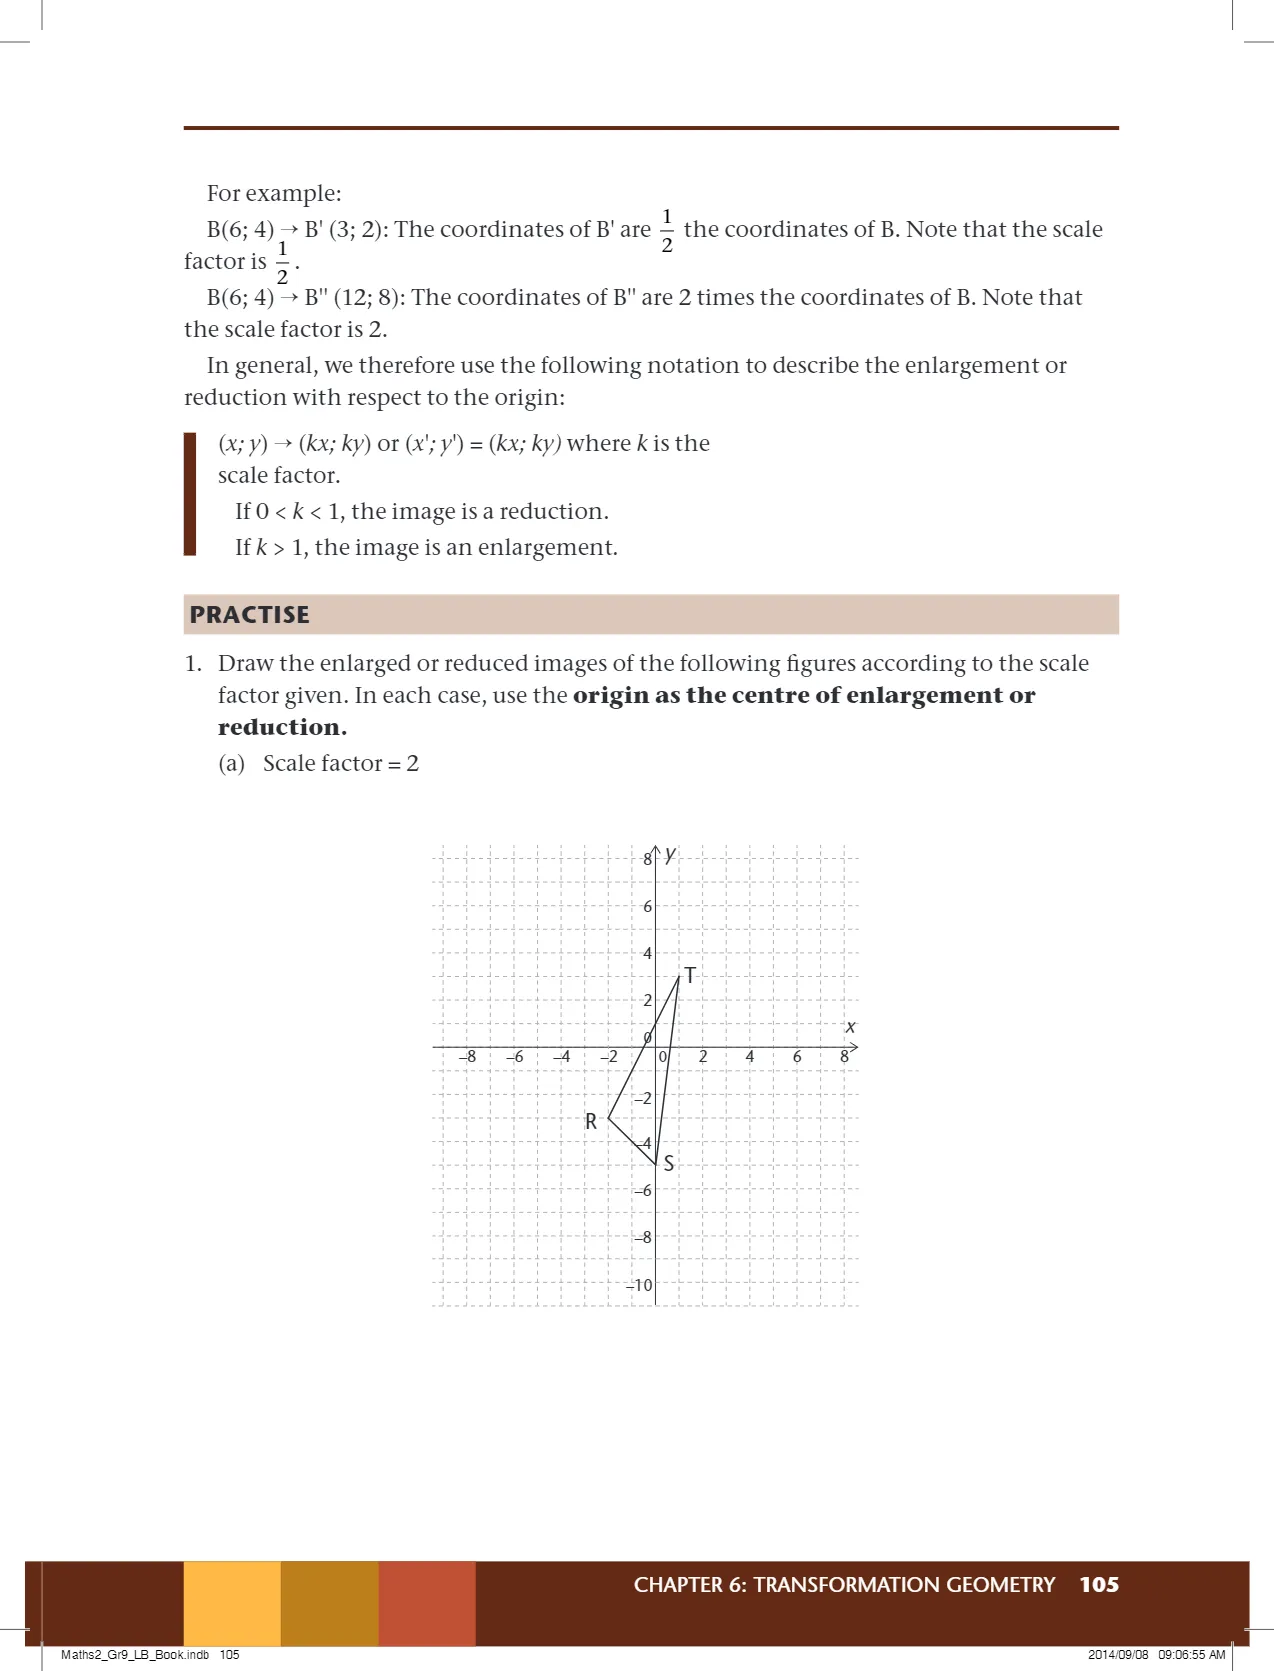 For example:
B(6; 4) → B' (3; 2): The coordinates of B' are 1/2 the coordinates of B. Note that the scale
factor is 1/2.
B(6; 4) → B'' (12; 8): The coordinates of B'' are 2 times the coordinates of B. Note that
the scale factor is 2.
In general, we therefore use the following notation to describe the enlargement or
reduction with respect to the origin:
(x; y) → (kx; ky) or (x'; y') = (kx; ky) where k is the
scale factor.
If 0 < k < 1, the image is a reduction.
If k > 1, the image is an enlargement.
PRACTISE
1. Draw the enlarged or reduced images of the following figures according to the scale
factor given. In each case, use the origin as the centre of enlargement or
reduction.
(a) Scale factor = 2
8 y
6
4
T
2
x
0
–8 –6 –4 –2 0 2 4 6 8
–2
R
–4
S
–6
–8
–10
CHAPTER 6: TRANSFORMATION GEOMETRY 105
Maths2_Gr9_LB_Book.indb 105 2014/09/08 09:06:55 AM